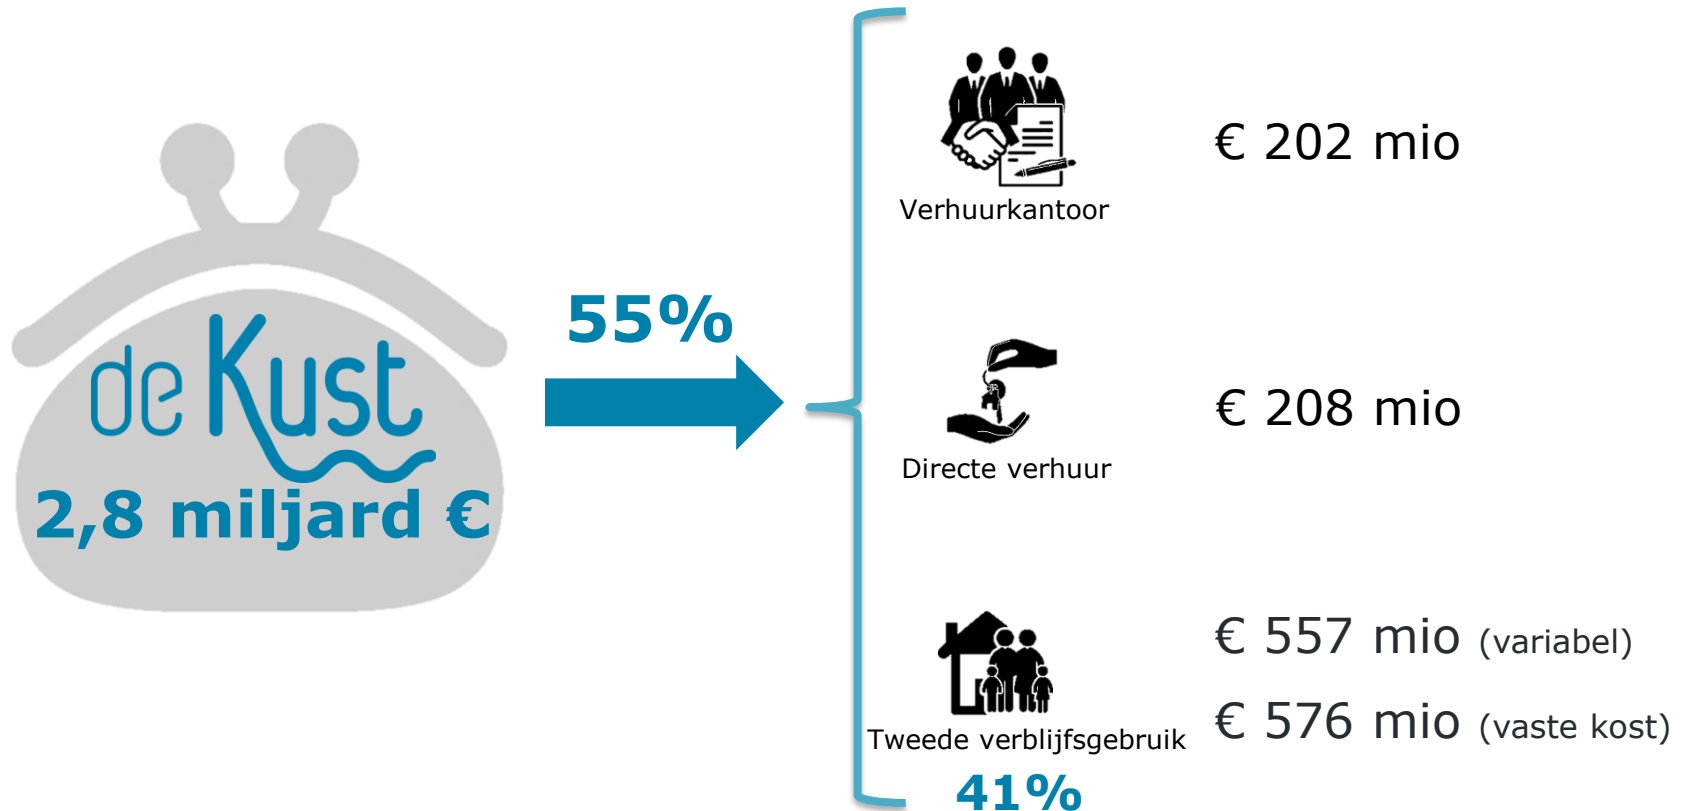 de Kust
2,8 miljard €
55%
Verhuurkantoor
€ 202 mio
Directe verhuur
€ 208 mio
Tweede verblijfsgebruik
41%
€ 557 mio (variabel)
€ 576 mio (vaste kost)